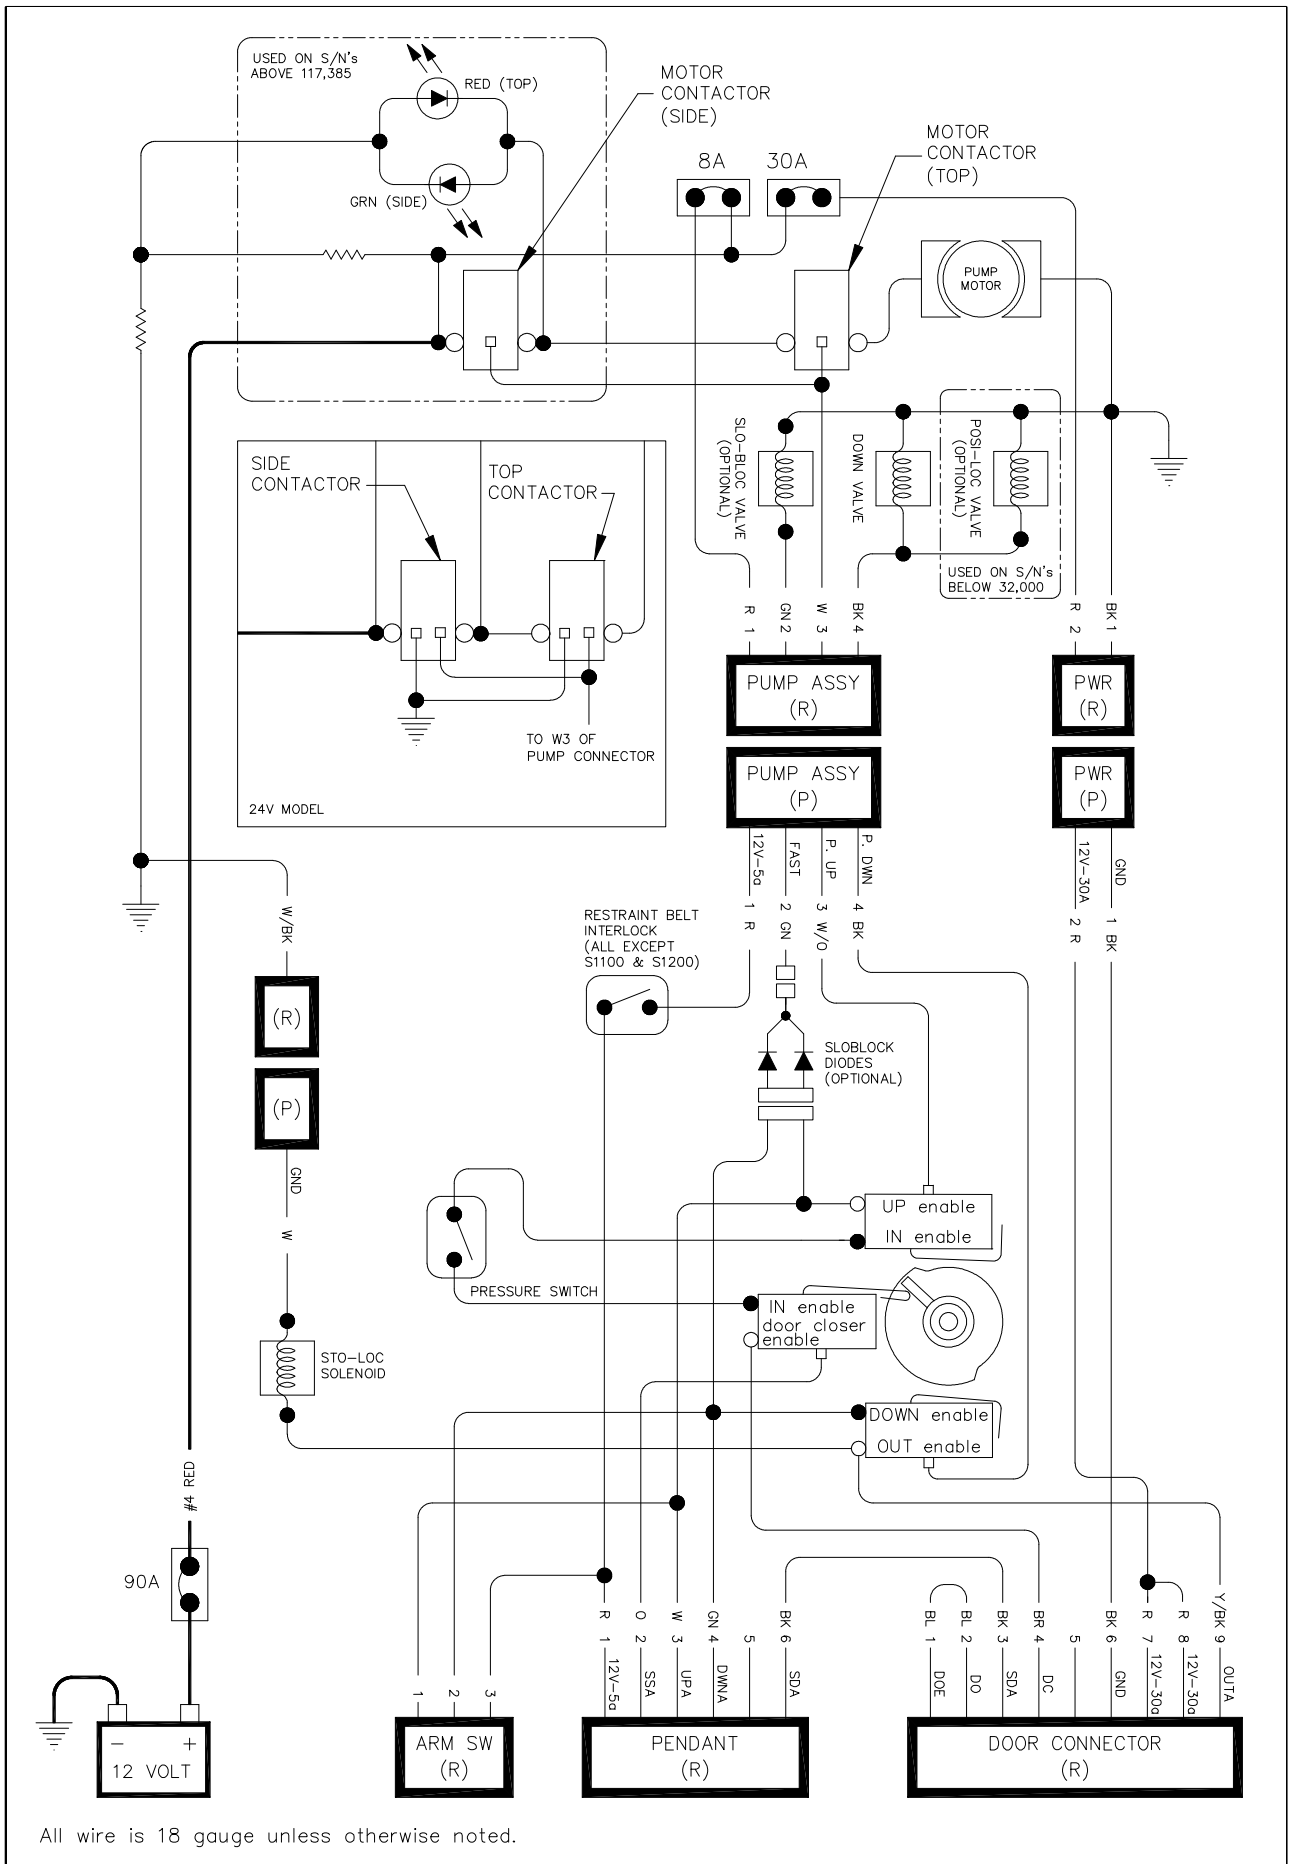 USED ON S/N's
ABOVE 117,385
RED (TOP)
GRN (SIDE)
MOTOR
CONTACTOR
(SIDE)
8A
30A
MOTOR
CONTACTOR
(TOP)
PUMP
MOTOR
SLO-BLOC VALVE
(OPTIONAL)
DOWN VALVE
POSI-LOC VALVE
(OPTIONAL)
USED ON S/N's
BELOW 32,000
SIDE
CONTACTOR
TOP
CONTACTOR
TO W3 OF
PUMP CONNECTOR
24V MODEL
R 1
GN2
W 3
BK 4
R 2
BK 1
PUMP ASSY
(R)
PWR
(R)
PUMP ASSY
(P)
PWR
(P)
12V-5a 1 R
FAST 2 GN
P. UP 3 W/O
P. DWN 4 BK
12V-30A 2 R
GND 1 BK
W/BK
(R)
(P)
GND
W
RESTRAINT BELT
INTERLOCK
(ALL EXCEPT
S1100 & S1200)
SLOBLOCK
DIODES
(OPTIONAL)
UP enable
IN enable
PRESSURE SWITCH
IN enable
door closer
enable
STO-LOC
SOLENOID
DOWN enable
OUT enable
#4 RED
90A
- +
12 VOLT
1
2
3
ARM SW
(R)
R 1 12V-5a
O 2 SSA
W 3 UPA
GN 4 DWNA
5
BK 6 SDA
PENDANT
(R)
BL 1 DOE
BL 2 DO
BK 3 SDA
BR 4 DC
5
BK 6 GND
R 7 12V-30a
R 8 12V-30a
Y/BK 9 OUTA
DOOR CONNECTOR
(R)
All wire is 18 gauge unless otherwise noted.